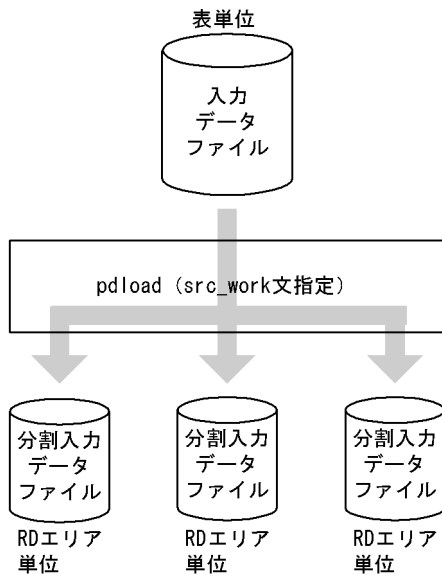 表単位
入力
データ
ファイル
pdload（src_work文指定）
分割入力
データ
ファイル
分割入力
データ
ファイル
分割入力
データ
ファイル
RDエリア
単位
RDエリア
単位
RDエリア
単位